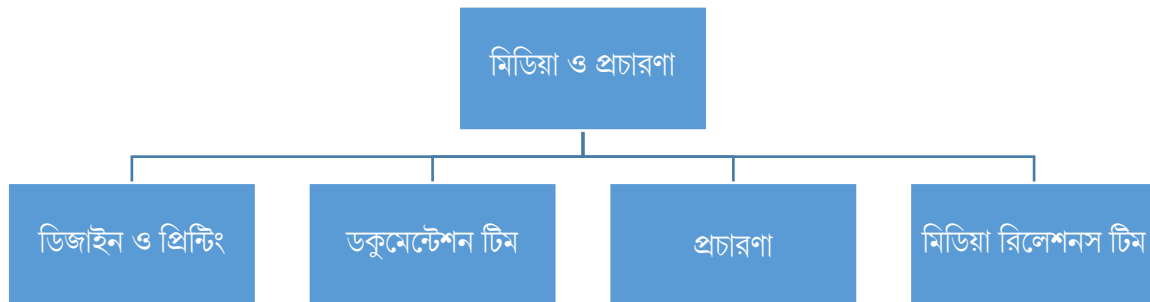 মিডিয়া ও প্রচারণা
ডিজাইন ও প্রিন্টিং
ডকুমেন্টেশন টিম
প্রচারণা
মিডিয়া রিলেশনস টিম